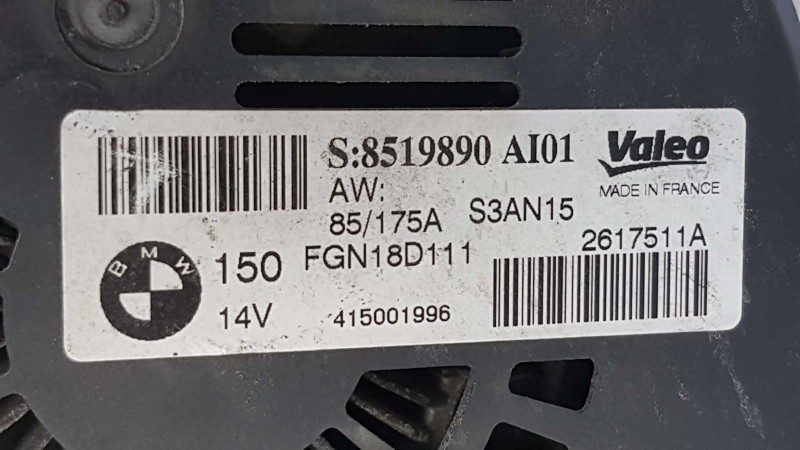 S:8519890 AI01
Valeo
MADE IN FRANCE
AW:
85/175A S3AN15
BMW
150 FGN18D111
2617511A
14V
415001996